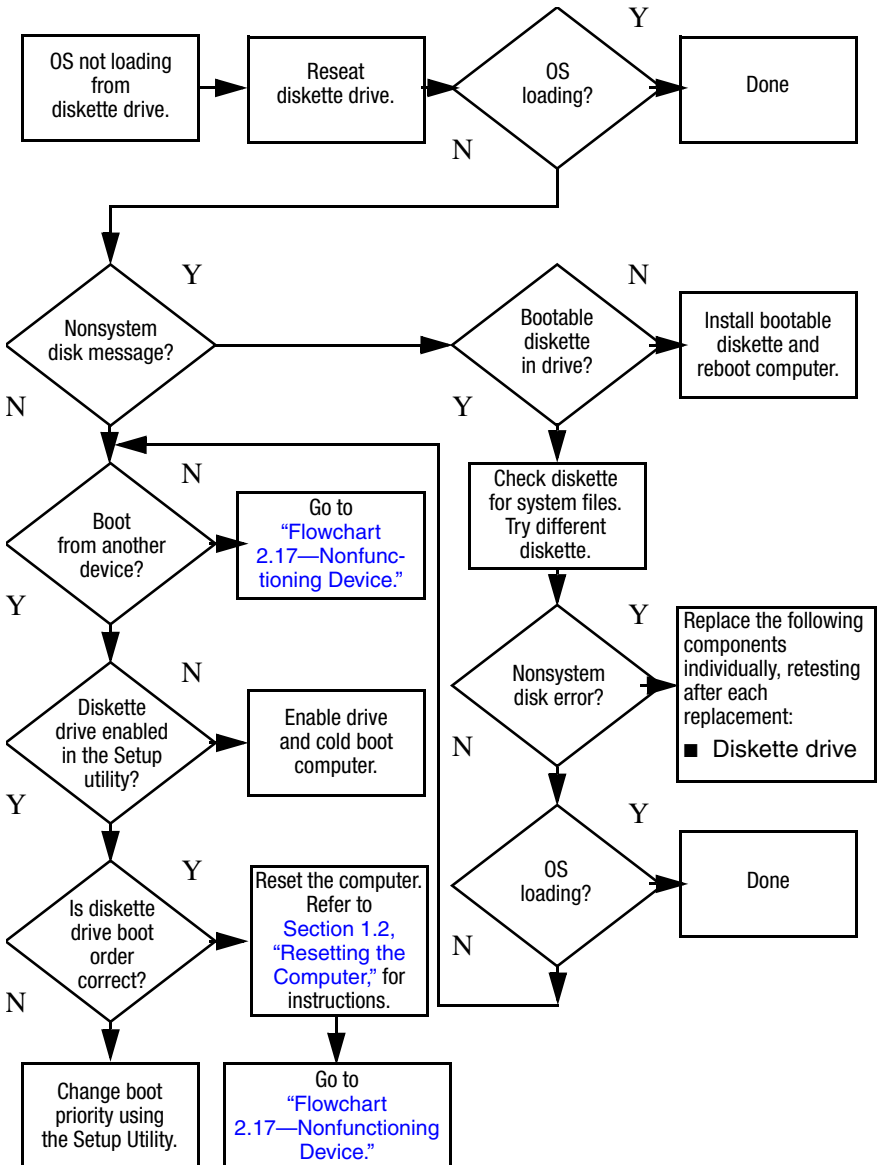 Y
OS not loading
from
diskette drive.
Reseat
diskette drive.
OS
loading?
Done
N
Y
Nonsystem
disk message?
N
N
Bootable
diskette
in drive?
Install bootable
diskette and
reboot computer.
Y
N
Boot
from another
device?
Go to
“Flowchart
2.17—Nonfunc-
tioning Device.”
Y
Check diskette
for system files.
Try different
diskette.
N
Diskette
drive enabled
in the Setup
utility?
Enable drive
and cold boot
computer.
Y
Y
Nonsystem
disk error?
Replace the following
components
individually, retesting
after each
replacement:
■ Diskette drive
N
Y
Is diskette
drive boot
order
correct?
Reset the computer.
Refer to
Section 1.2,
“Resetting the
Computer,” for
instructions.
N
Y
OS
loading?
Done
N
Change boot
priority using
the Setup Utility.
Go to
“Flowchart
2.17—Nonfunctioning
Device.”